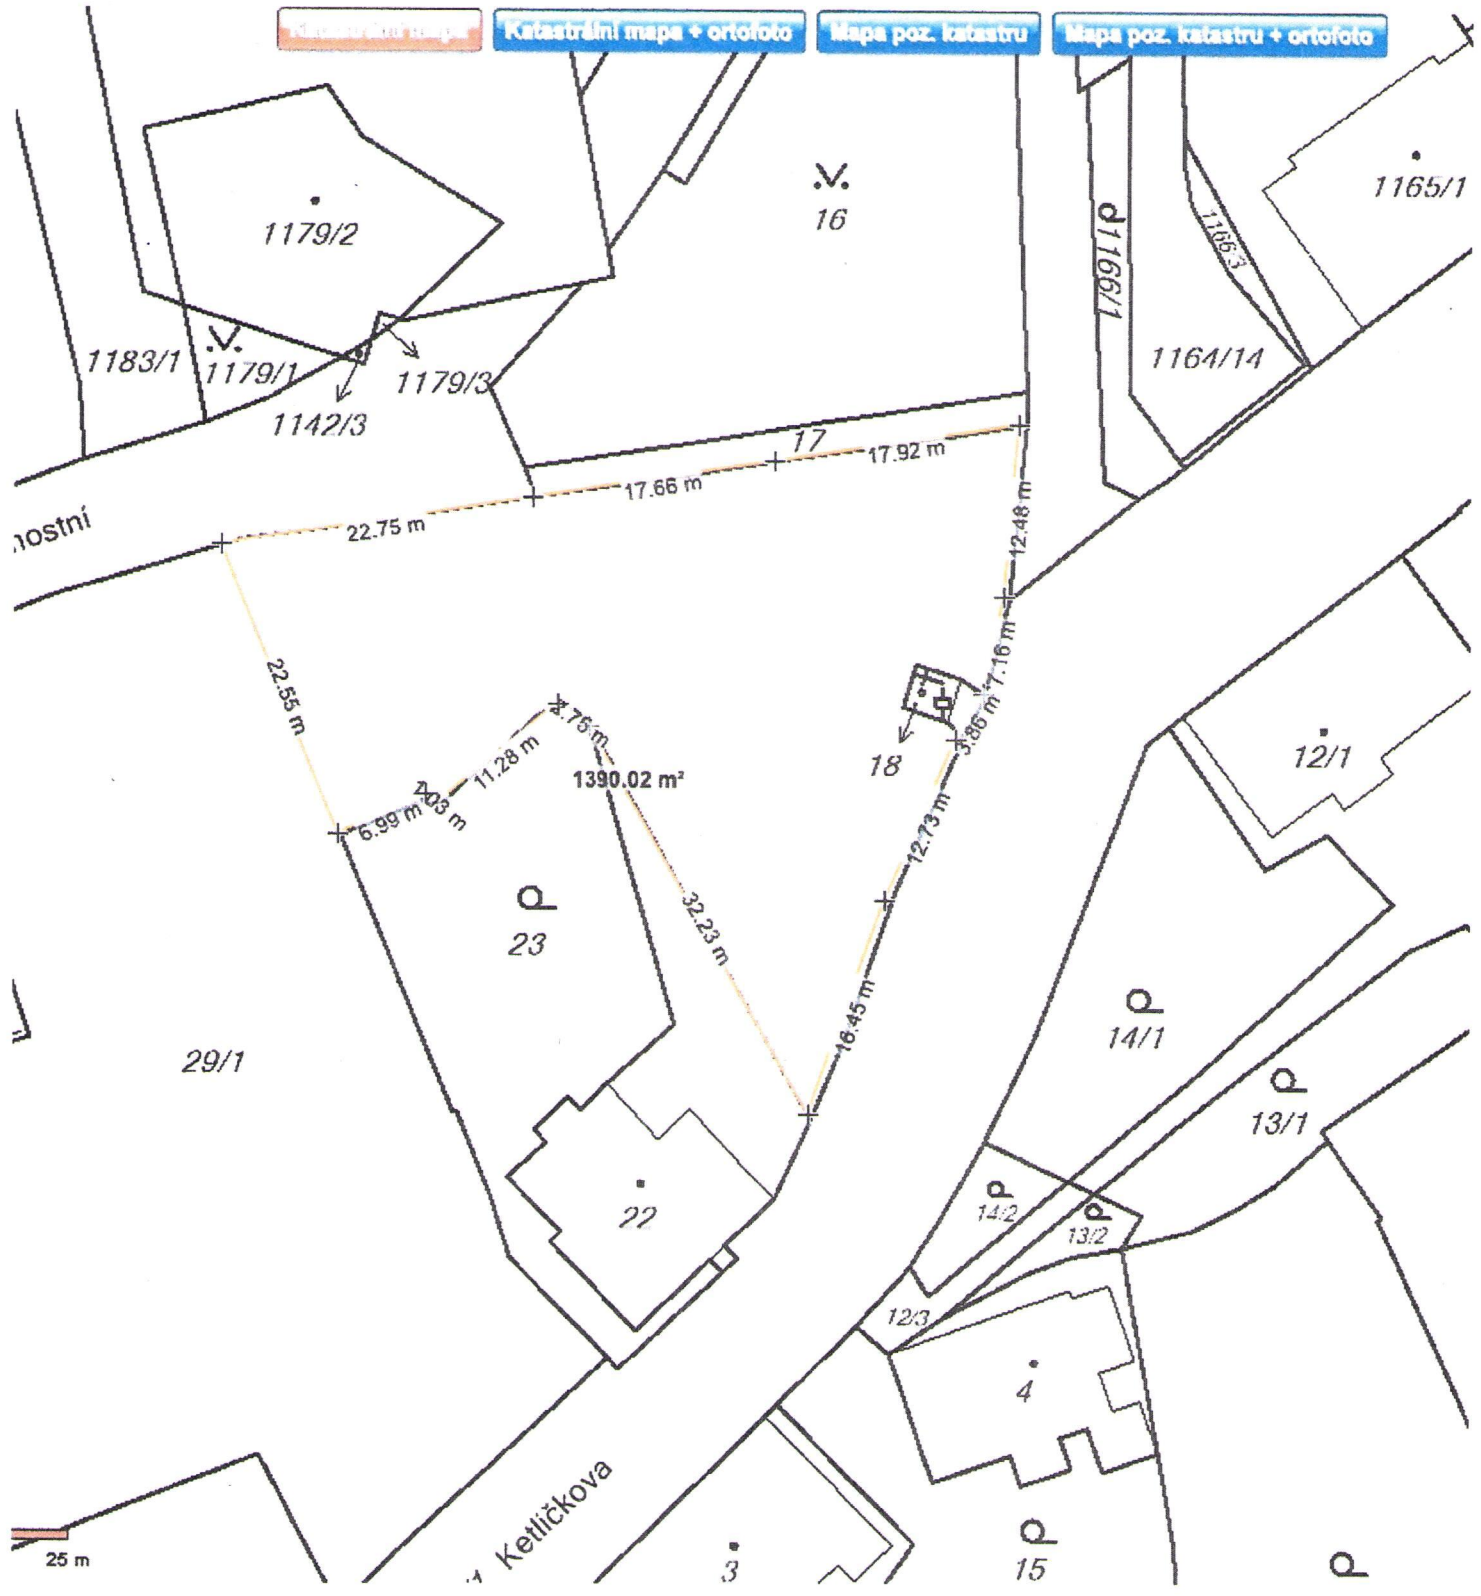 Katastrální mapa
Katastrální mapa + ortofoto
Mapa poz. katastru
Mapa poz. katastru + ortofoto
1165/1
16
1179/2
1166/3
1166/1
1183/1
1179/1
1179/3
1164/14
1142/3
17
17.92 m
17.66 m
22.75 m
12.48 m
nostní
7.16 m
22.55 m
2.75 m
3.86 m
12/1
11.28 m
18
1390.02 m²
6.99 m
12.73 m
23
32.23 m
16.45 m
14/1
29/1
13/1
14/2
22
13/2
12/3
4
Ketličkova
25 m
3
15